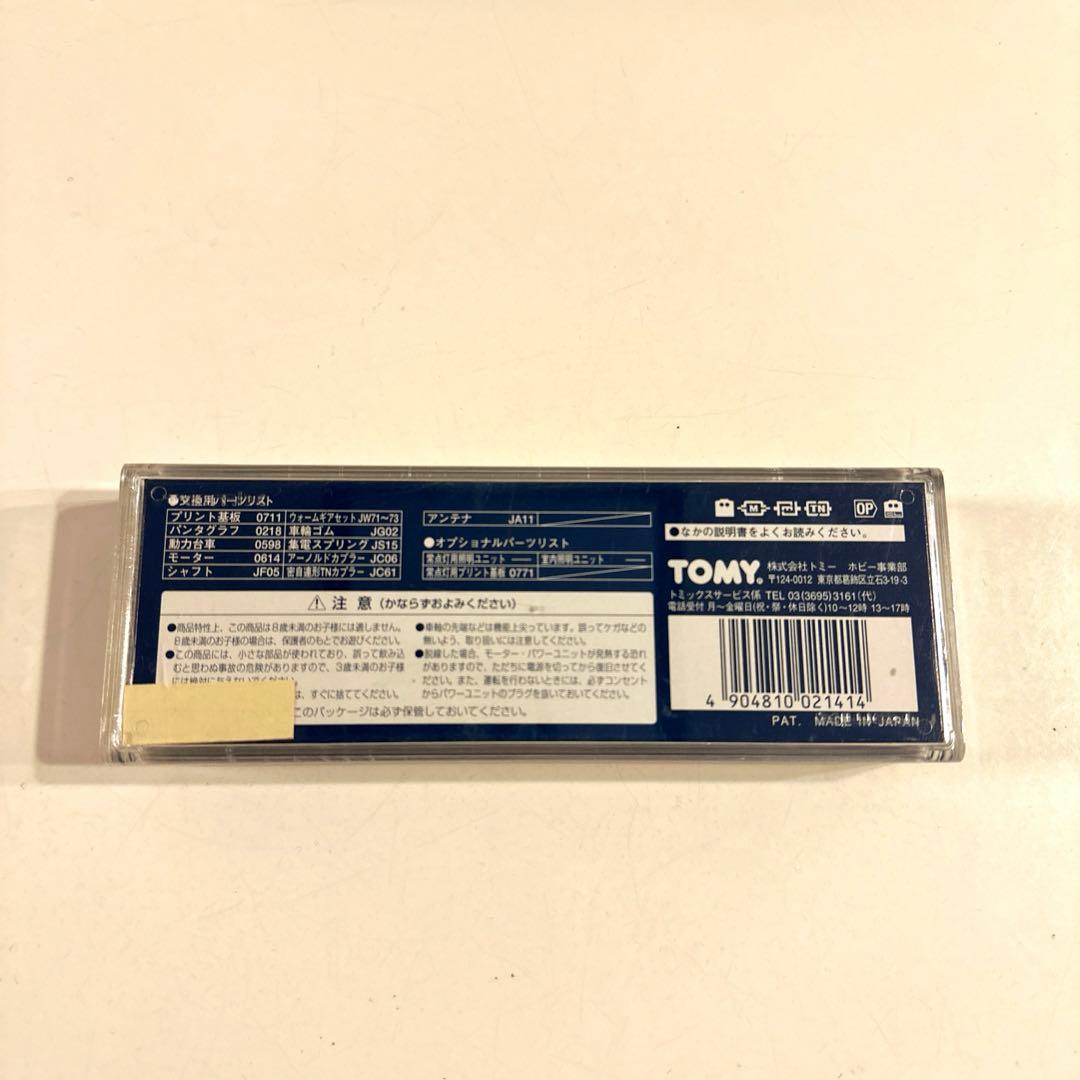 ●交換用パーツリスト
プリント基板 0711 ウォームギアセット JW71〜73
パンタグラフ 0218 車輪ゴム JG02
動力台車 0598 集電スプリング JS15
モーター 0614 アーノルドカプラー JC06
シャフト JF05 密自連形TNカプラー JC61
アンテナ JA11
●オプショナルパーツリスト
常点灯用照明ユニット ── 室内照明ユニット ──
常点灯用プリント基板 0771
⚠ 注意 (かならずおよみください)
●商品特性上、この商品は8歳未満のお子様には適しません。
8歳未満のお子様の場合は、保護者のもとでお遊びください。
●この商品には、小さな部品が使われており、誤って飲み込
むと思わぬ事故の危険がありますので、3歳未満のお子様
には絶対に与えないでください。
は、すぐに捨ててください。
●車輪の先端などは機能上尖っています。誤ってケガなどの
無いよう、取り扱いには注意してください。
●脱線した場合、モーター・パワーユニットが発熱する恐れ
がありますので、ただちに電源を切ってから復旧させてく
ださい。また、運転を行わないときには、必ずコンセント
からパワーユニットのプラグを抜いておいてください。
このパッケージは必ず保管しておいてください。
M TN OP
●なかの説明書をよくお読みください。
TOMY. 株式会社トミー ホビー事業部
〒124-0012 東京都葛飾区立石3-19-3
トミックスサービス係 TEL 03(3695)3161(代)
電話受付 月〜金曜日(祝・祭・休日除く)10〜12時 13〜17時
4 904810 021414
PAT. MADE IN JAPAN